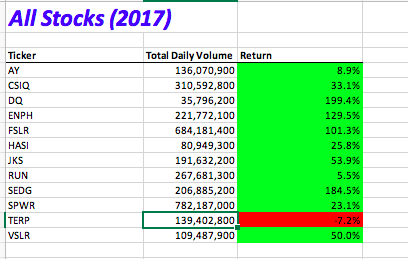 All Stocks (2017)
Ticker Total Daily Volume Return
AY 136,070,900 8.9%
CSIQ 310,592,800 33.1%
DQ 35,796,200 199.4%
ENPH 221,772,100 129.5%
FSLR 684,181,400 101.3%
HASI 80,949,300 25.8%
JKS 191,632,200 53.9%
RUN 267,681,300 5.5%
SEDG 206,885,200 184.5%
SPWR 782,187,000 23.1%
TERP 139,402,800 -7.2%
VSLR 109,487,900 50.0%